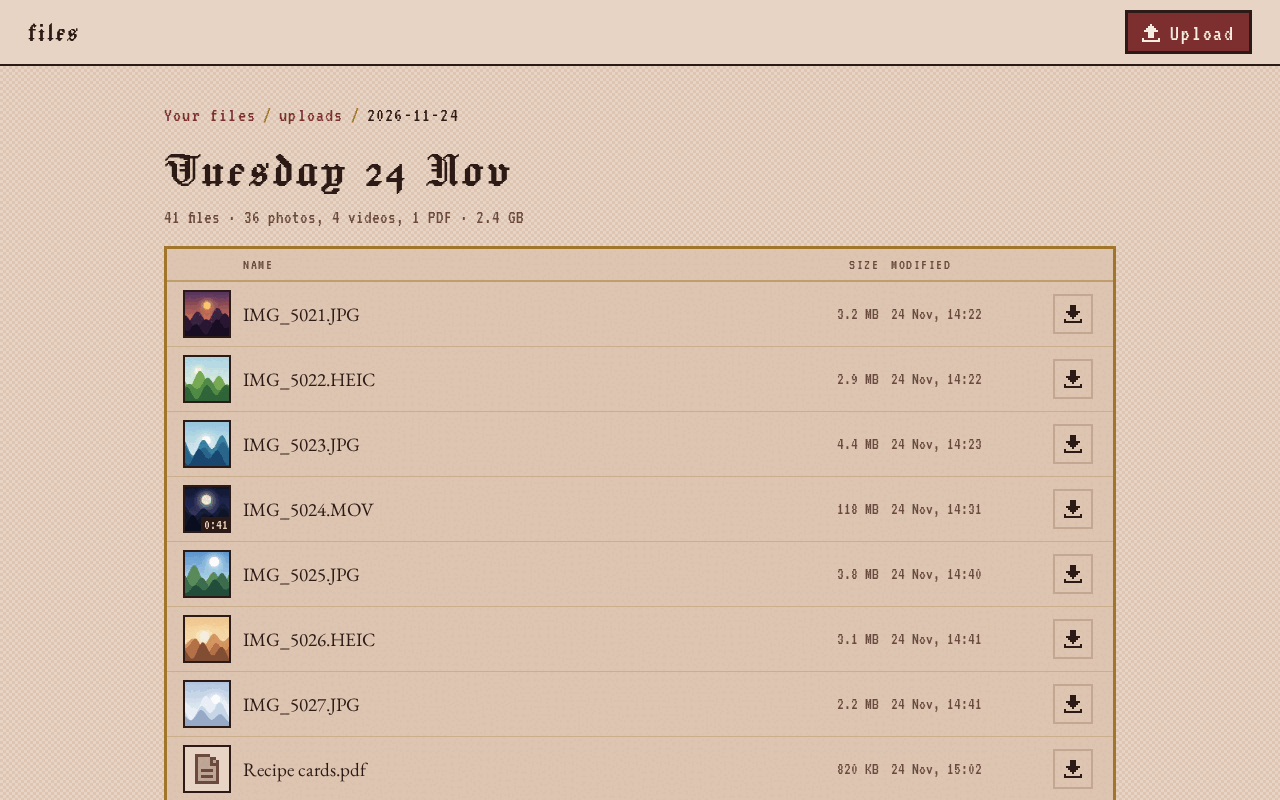 files
Upload
Your files / uploads / 2026-11-24
Tuesday 24 Nov
41 files · 36 photos, 4 videos, 1 PDF · 2.4 GB
NAME SIZE MODIFIED
IMG_5021.JPG 3.2 MB 24 Nov, 14:22
IMG_5022.HEIC 2.9 MB 24 Nov, 14:22
IMG_5023.JPG 4.4 MB 24 Nov, 14:23
0:41 IMG_5024.MOV 118 MB 24 Nov, 14:31
IMG_5025.JPG 3.8 MB 24 Nov, 14:40
IMG_5026.HEIC 3.1 MB 24 Nov, 14:41
IMG_5027.JPG 2.2 MB 24 Nov, 14:41
Recipe cards.pdf 820 KB 24 Nov, 15:02